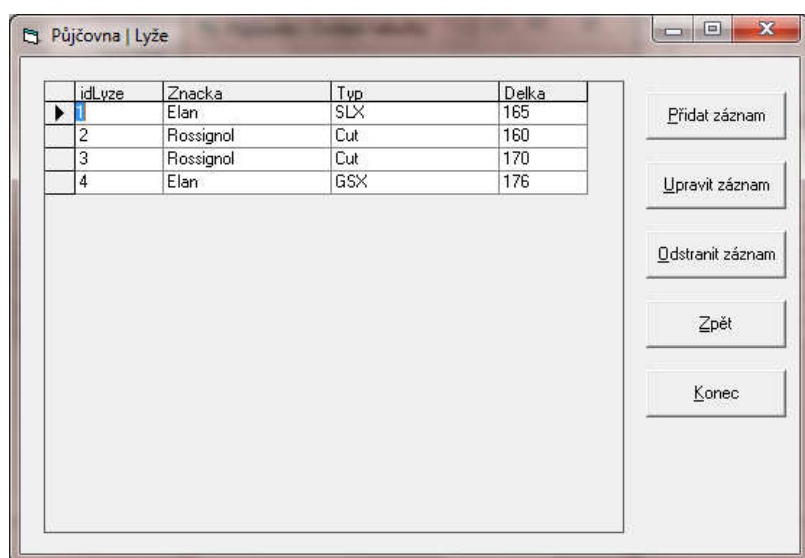 Půjčovna | Lyže
idLyze Znacka Typ Delka
1 Elan SLX 165
2 Rossignol Cut 160
3 Rossignol Cut 170
4 Elan GSX 176
Přidat záznam
Upravit záznam
Odstranit záznam
Zpět
Konec